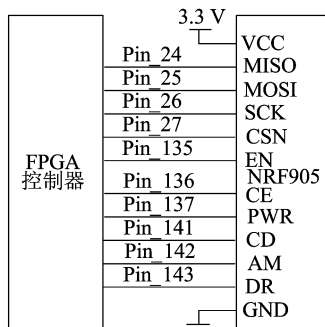 3.3 V
VCC
Pin_24
MISO
Pin_25
MOSI
Pin_26
SCK
Pin_27
CSN
Pin_135
EN
FPGA
控制器
NRF905
Pin_136
CE
Pin_137
PWR
Pin_141
CD
Pin_142
AM
Pin_143
DR
GND